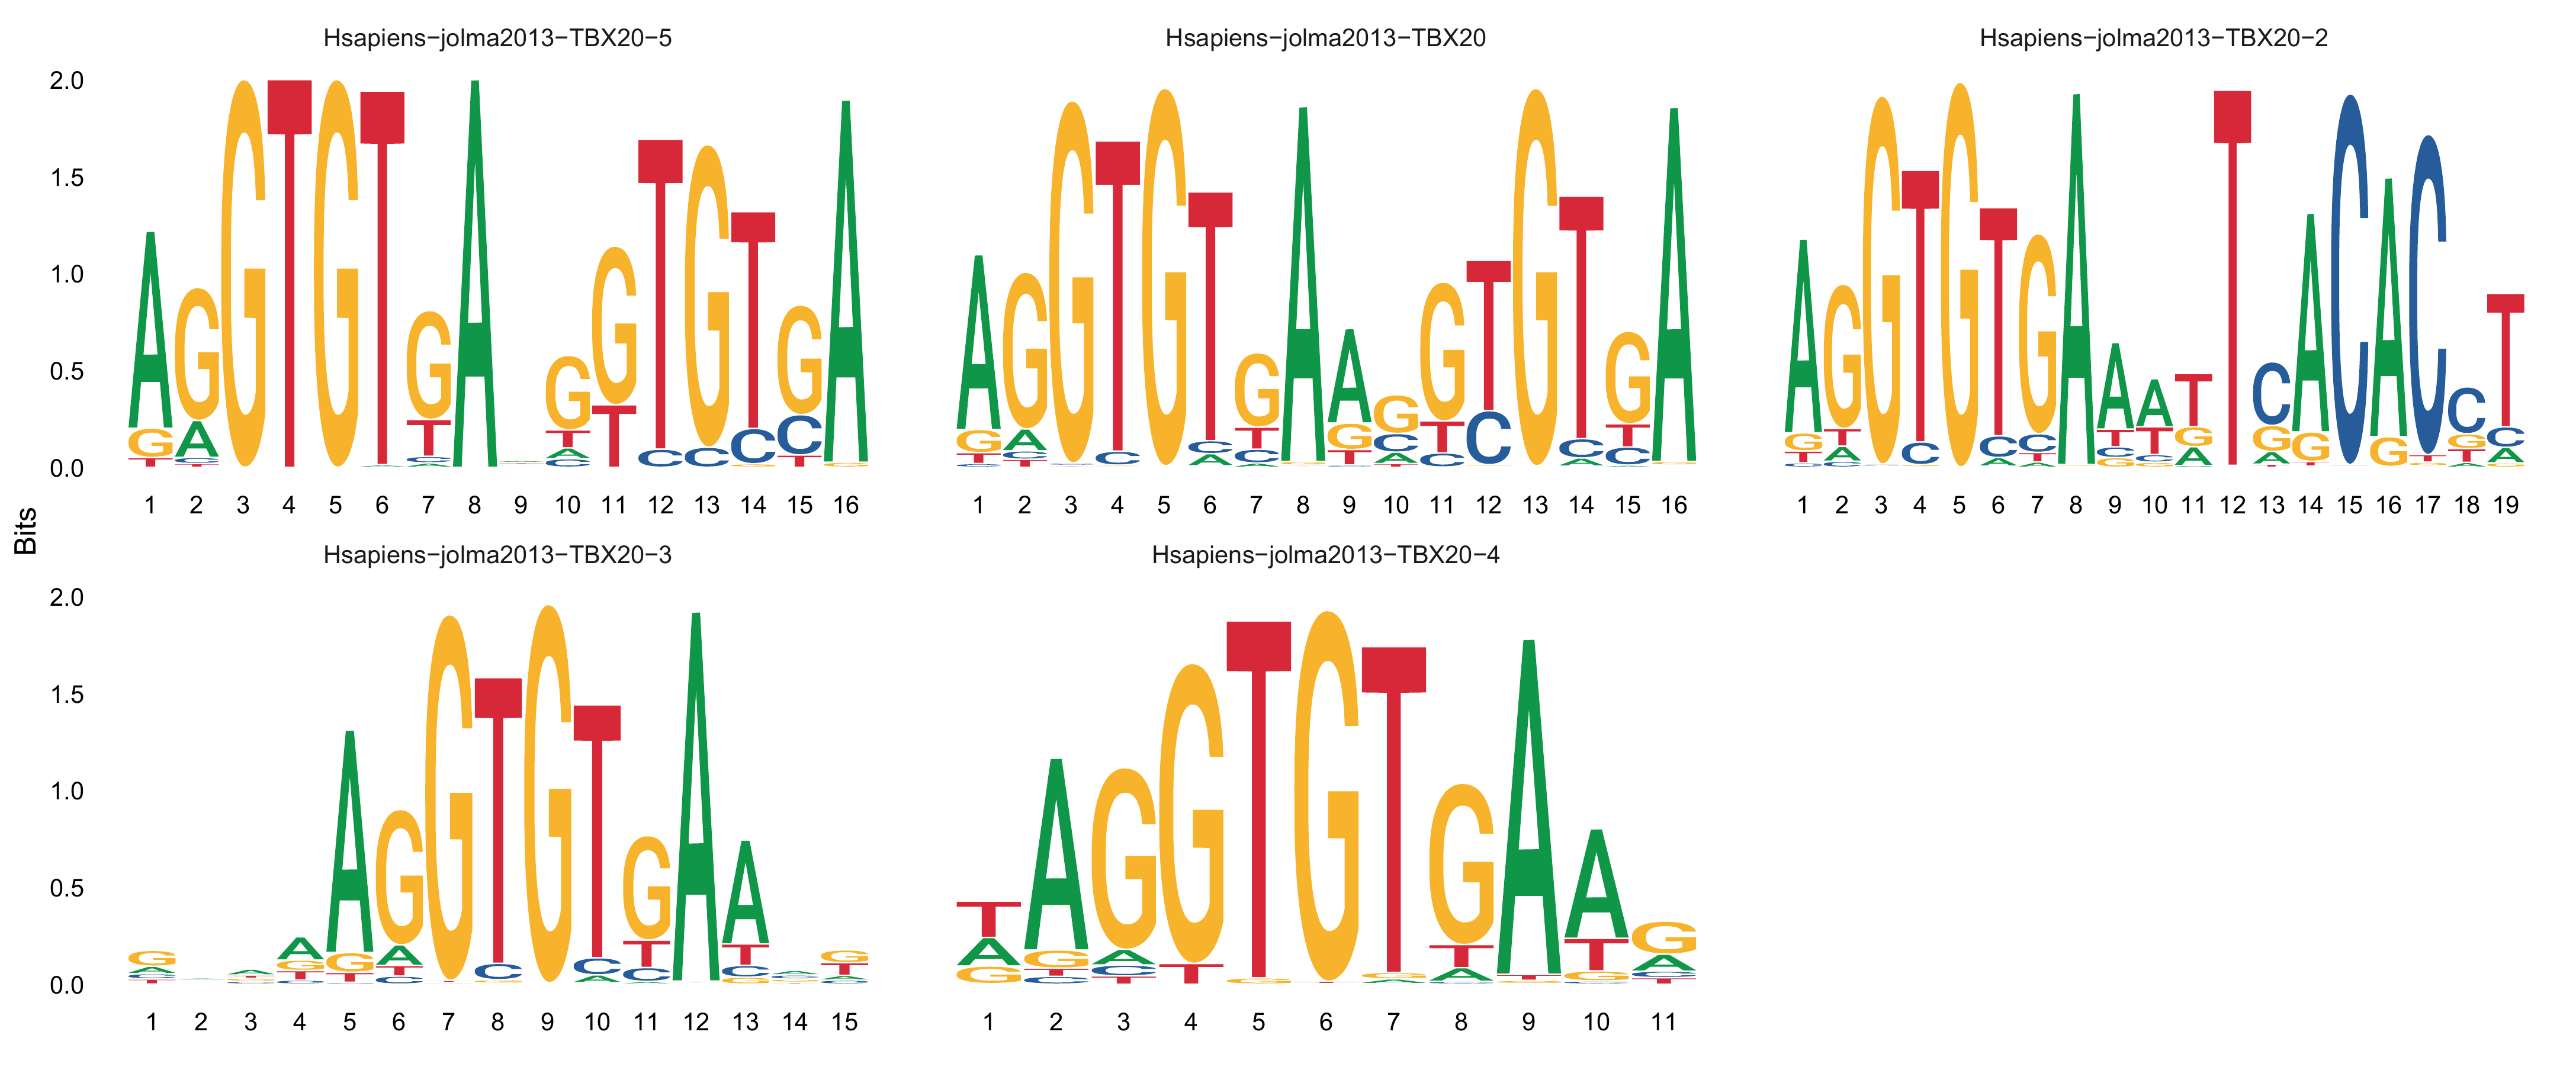 Hsapiens−jolma2013−TBX20−5
Hsapiens−jolma2013−TBX20
Hsapiens−jolma2013−TBX20−2
2.0
1.5
1.0
0.5
0.0
1 2 3 4 5 6 7 8 9 10 11 12 13 14 15 16
1 2 3 4 5 6 7 8 9 10 11 12 13 14 15 16
1 2 3 4 5 6 7 8 9 10 11 12 13 14 15 16 17 18 19
Bits
Hsapiens−jolma2013−TBX20−3
Hsapiens−jolma2013−TBX20−4
2.0
1.5
1.0
0.5
0.0
1 2 3 4 5 6 7 8 9 10 11 12 13 14 15
1 2 3 4 5 6 7 8 9 10 11